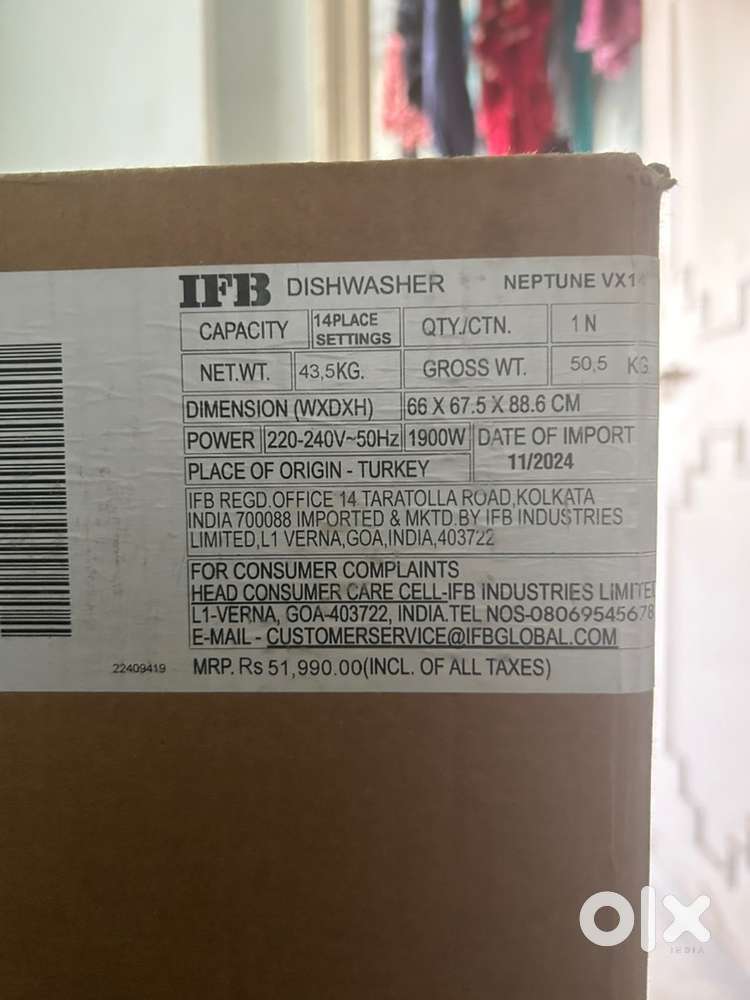 IFB DISHWASHER NEPTUNE VX14
CAPACITY 14PLACE SETTINGS QTY./CTN. 1 N
NET.WT. 43,5KG. GROSS WT. 50,5 KG.
DIMENSION (WXDXH) 66 X 67.5 X 88.6 CM
POWER 220-240V~50Hz 1900W DATE OF IMPORT
PLACE OF ORIGIN - TURKEY 11/2024
IFB REGD.OFFICE 14 TARATOLLA ROAD,KOLKATA
INDIA 700088 IMPORTED & MKTD.BY IFB INDUSTRIES
LIMITED,L1 VERNA,GOA,INDIA,403722
FOR CONSUMER COMPLAINTS
HEAD CONSUMER CARE CELL-IFB INDUSTRIES LIMITED
L1-VERNA, GOA-403722, INDIA.TEL NOS-08069545678
E-MAIL - CUSTOMERSERVICE@IFBGLOBAL.COM
22409419 MRP. Rs 51,990.00(INCL. OF ALL TAXES)
olx
INDIA